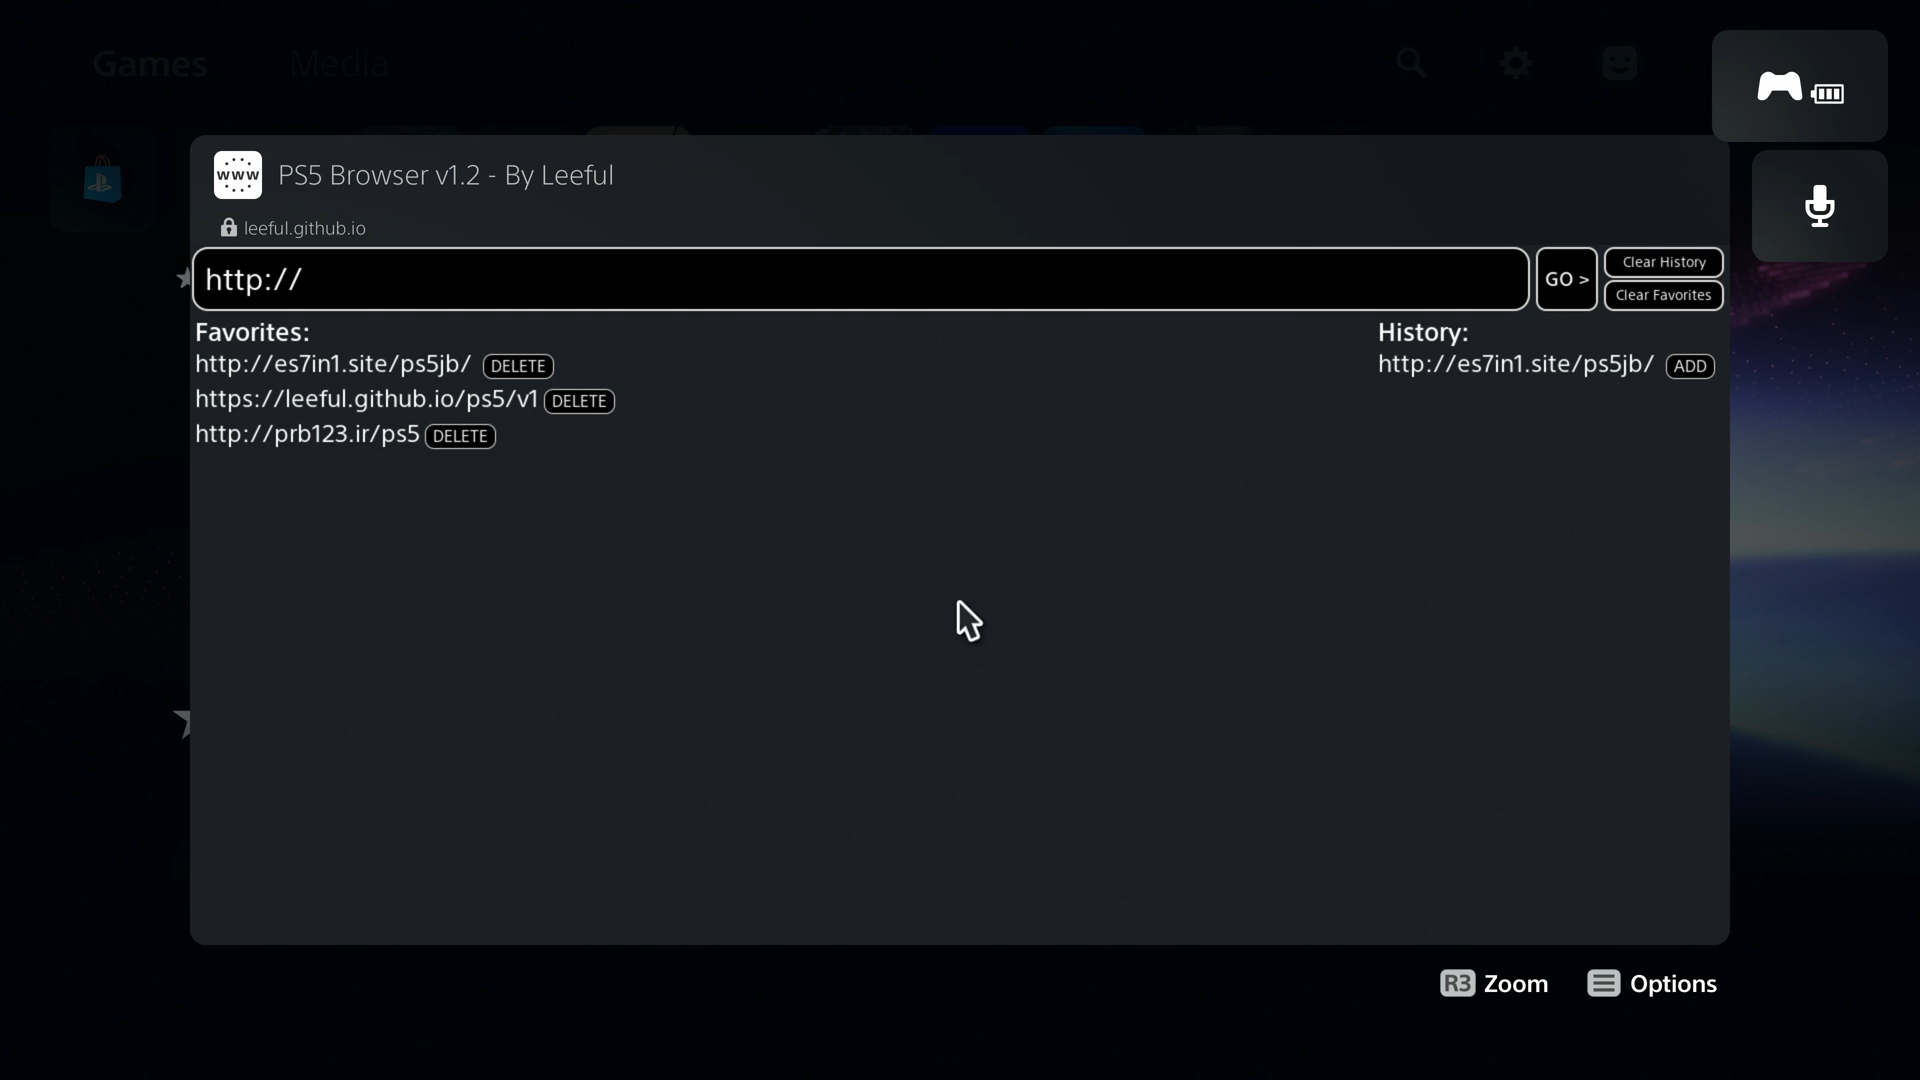 Games Media
www PS5 Browser v1.2 - By Leeful
leeful.github.io
http:// GO > Clear History
Clear Favorites
Favorites: History:
http://es7in1.site/ps5jb/ DELETE http://es7in1.site/ps5jb/ ADD
https://leeful.github.io/ps5/v1 DELETE
http://prb123.ir/ps5 DELETE
R3 Zoom Options